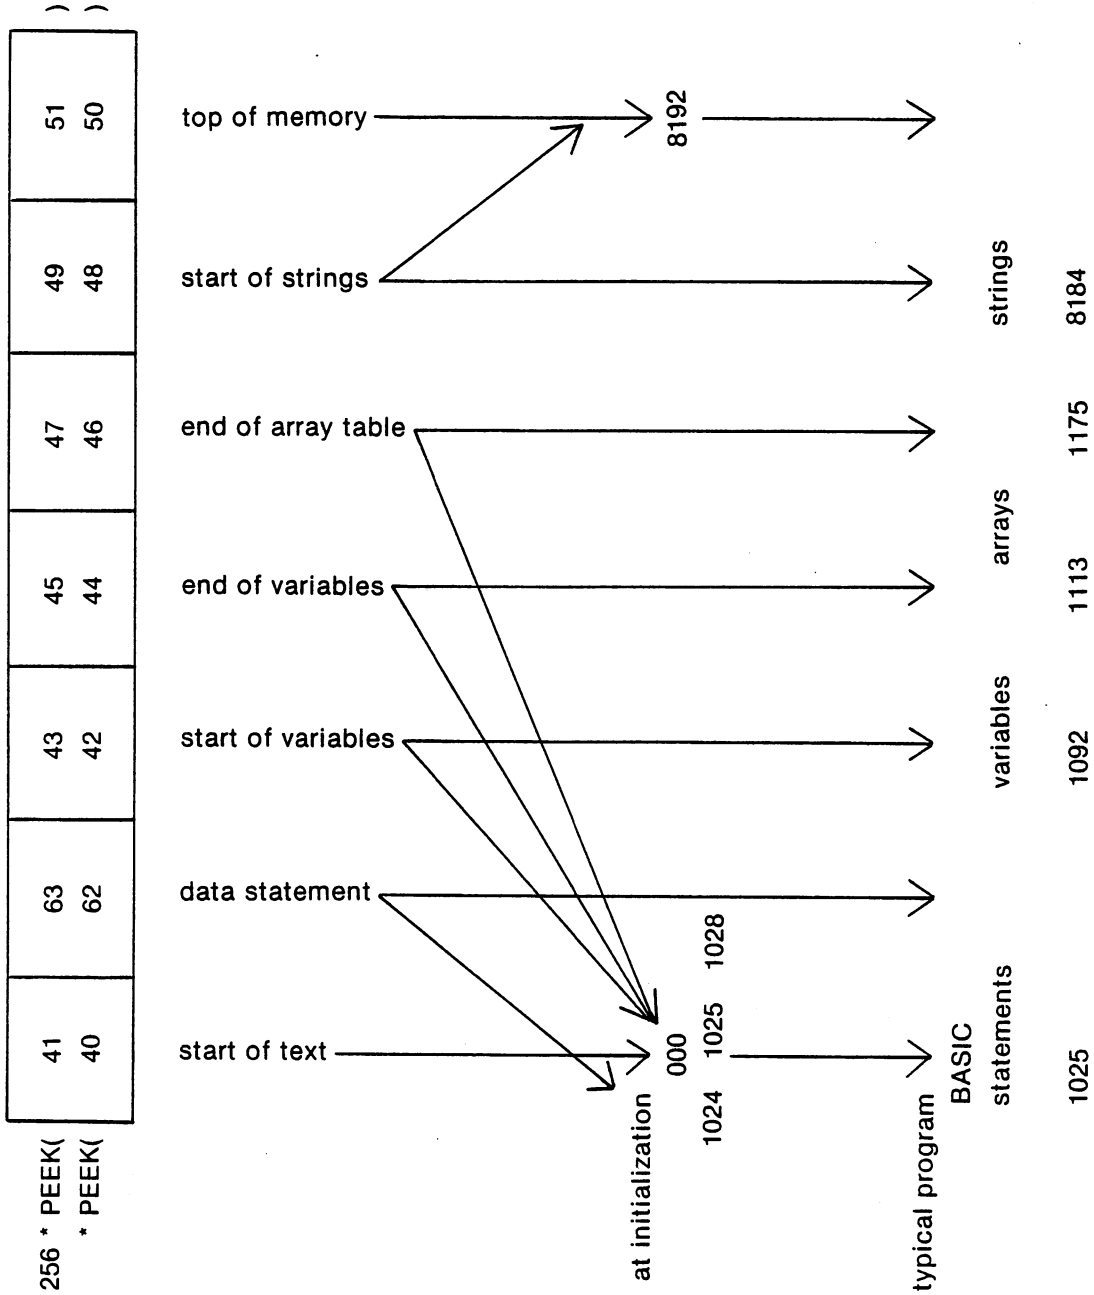 256 * PEEK( 41 63 43 45 47 49 51 )
* PEEK( 40 62 42 44 46 48 50 )
start of text
data statement
start of variables
end of variables
end of array table
start of strings
top of memory
at initialization
000
8192
1024 1025 1028
typical program
BASIC
statements
variables
arrays
strings
1025 1092 1113 1175 8184